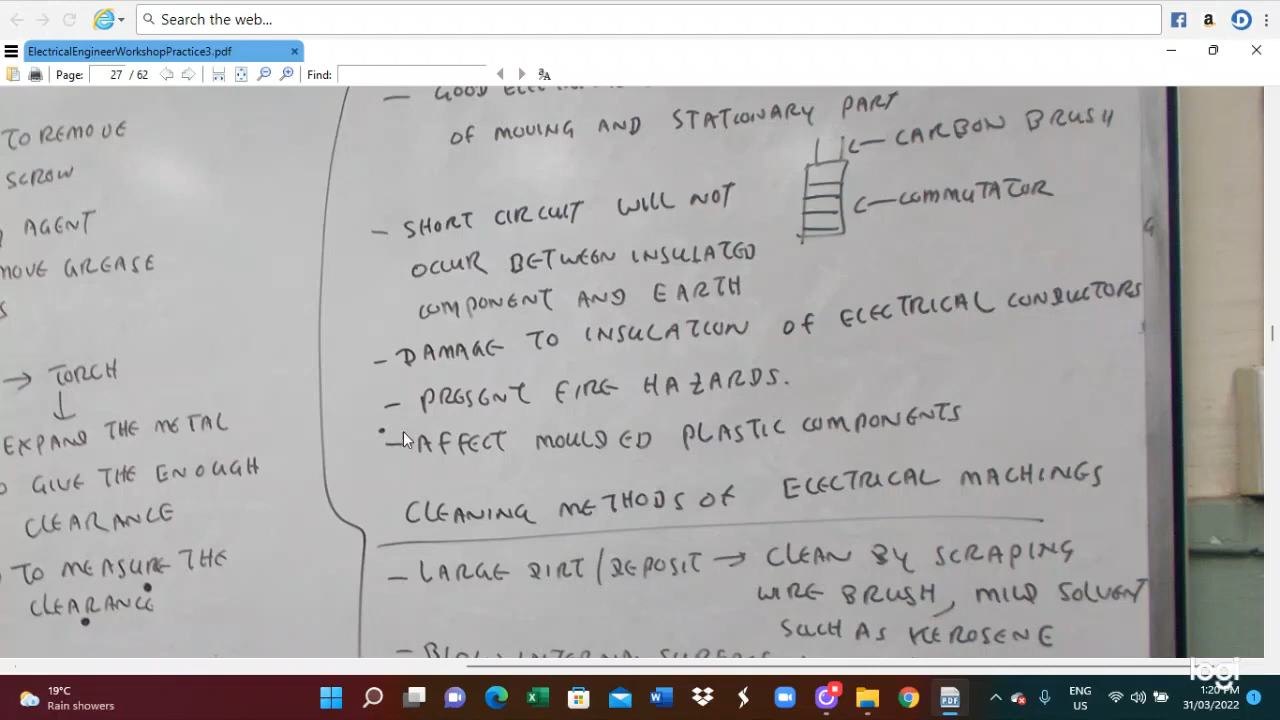 Search the web...
ElectricalEngineerWorkshopPractice3.pdf
Page: 27 / 62 Find:
TO REMOVE
SCROW
AGENT
MOVE GREASE
S
→ TORCH
EXPAND THE METAL
O GIVE THE ENOUGH
CLEARANCE
TO MEASURE THE
CLEARANCE
— GOOD
OF MOVING AND STATIONARY PART
CARBON BRUSH
COMMUTATOR
— SHORT CIRCUIT WILL NOT
OCCUR BETWEEN INSULATED
COMPONENT AND EARTH
— DAMAGE TO INSULATION OF ELECTRICAL CONDUCTORS
— PRESENT FIRE HAZARDS.
— AFFECT MOULDED PLASTIC COMPONENTS
CLEANING METHODS OF ELECTRICAL MACHINGS
— LARGE DIRT/DEPOSIT → CLEAN BY SCRAPING
WIRE BRUSH, MILD SOLVENT
SUCH AS KEROSENE
logi
19°C
Rain showers
ENG
US
1:20 PM
31/03/2022